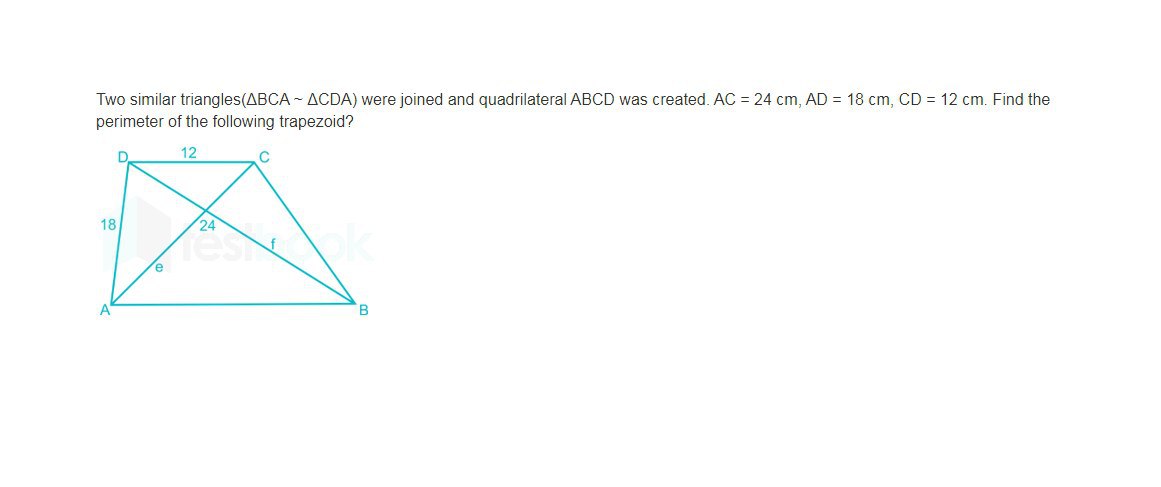 Two similar triangles(ΔBCA ~ ΔCDA) were joined and quadrilateral ABCD was created. AC = 24 cm, AD = 18 cm, CD = 12 cm. Find the
perimeter of the following trapezoid?
D 12 C
18 24
f
e
A B